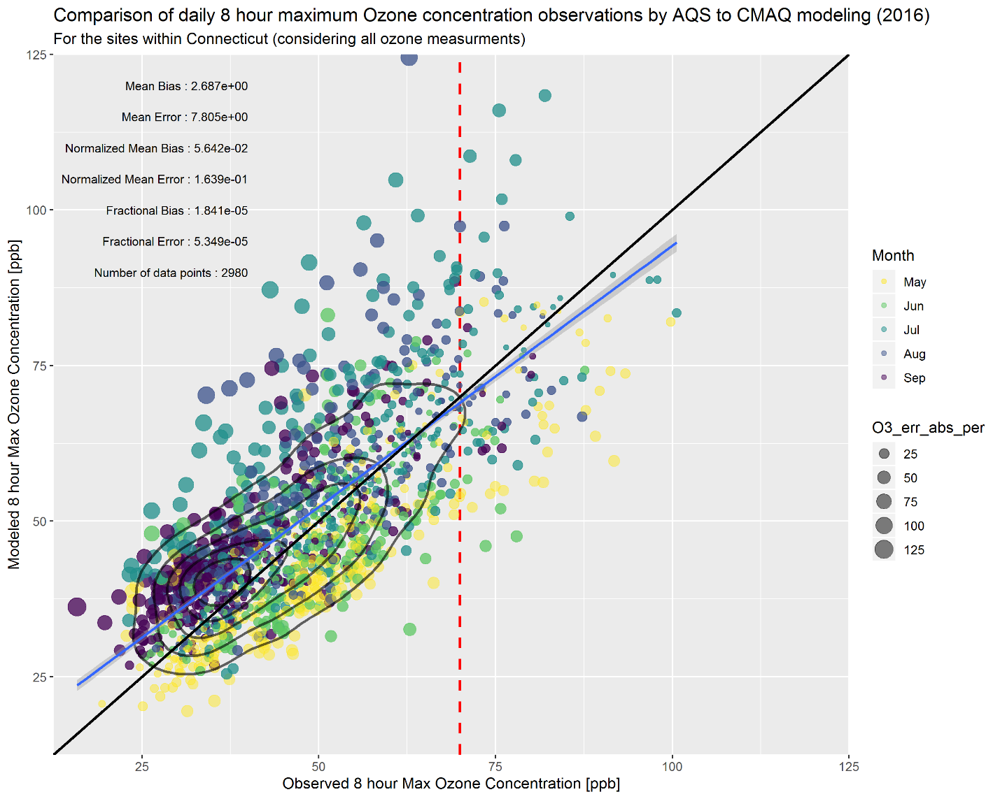 Comparison of daily 8 hour maximum Ozone concentration observations by AQS to CMAQ modeling (2016)
For the sites within Connecticut (considering all ozone measurments)
Mean Bias : 2.687e+00
Mean Error : 7.805e+00
Normalized Mean Bias : 5.642e-02
Normalized Mean Error : 1.639e-01
Fractional Bias : 1.841e-05
Fractional Error : 5.349e-05
Number of data points : 2980
Modeled 8 hour Max Ozone Concentration [ppb]
125
100
75
50
25
25
50
75
100
125
Observed 8 hour Max Ozone Concentration [ppb]
Month
May
Jun
Jul
Aug
Sep
O3_err_abs_per
25
50
75
100
125